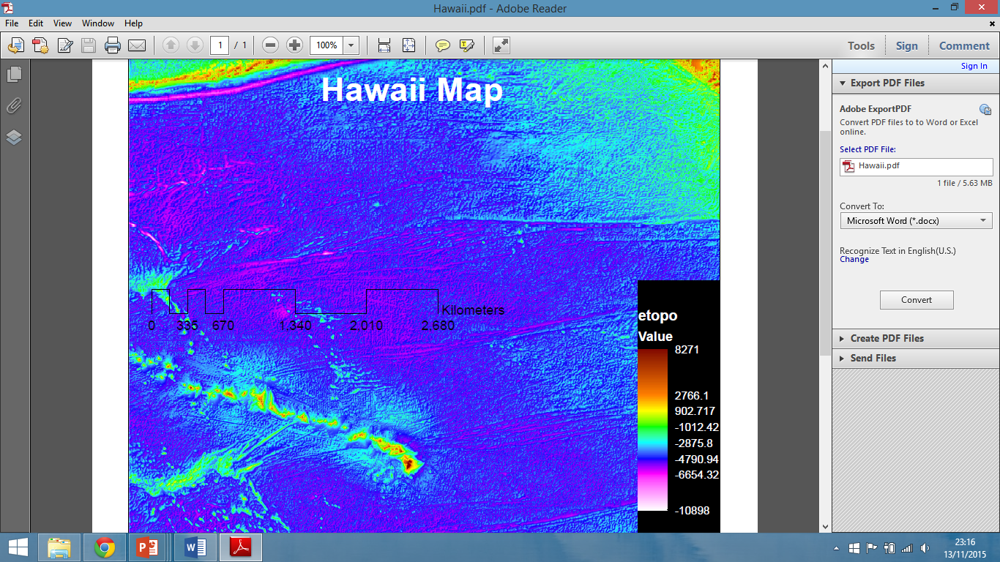 Hawaii.pdf - Adobe Reader
File Edit View Window Help
1 / 1 100% Tools Sign Comment
Sign In
Export PDF Files
Adobe ExportPDF
Convert PDF files to to Word or Excel
online.
Select PDF File:
Hawaii.pdf
1 file / 5.63 MB
Convert To:
Microsoft Word (*.docx)
Recognize Text in English(U.S.)
Change
Convert
Create PDF Files
Send Files
Hawaii Map
Kilometers
0 335 670 1,340 2,010 2,680
etopo
Value
8271
2766.1
902.717
-1012.42
-2875.8
-4790.94
-6654.32
-10898
23:16
13/11/2015